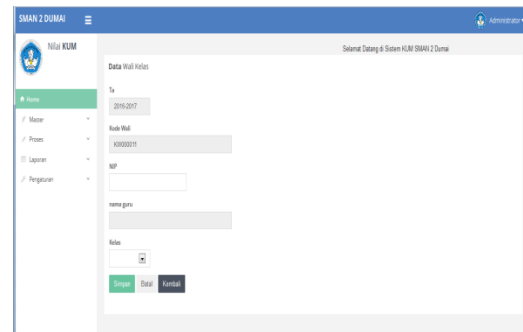 SMAN 2 DUMAI
Administrator
Nilai KUM
Selamat Datang di Sistem KUM SMAN 2 Dumai
Data Wali Kelas
Home
Master
Proses
Laporan
Pengaturan
Ta
2016-2017
Kode Wali
KW000011
NIP
nama guru
Kelas
Simpan Batal Kembali